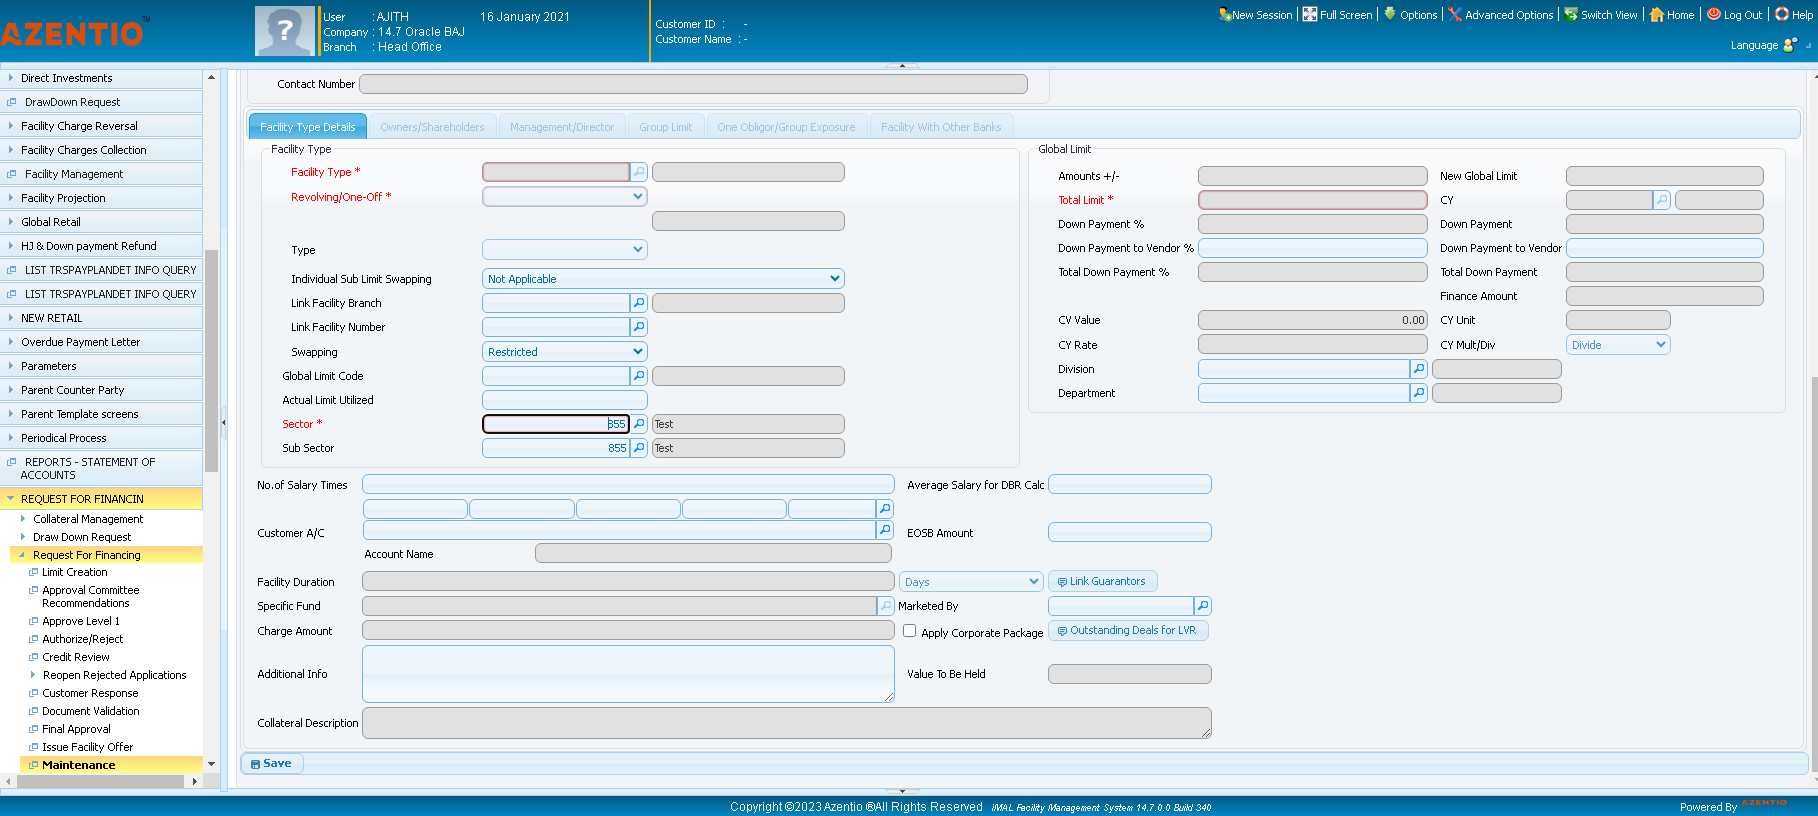 AZENTIO™
User : AJITH 16 January 2021
Company : 14.7 Oracle BAJ
Branch : Head Office
Customer ID : -
Customer Name : -
New Session Full Screen Options Advanced Options Switch View Home Log Out Help
Language
Direct Investments
DrawDown Request
Facility Charge Reversal
Facility Charges Collection
Facility Management
Facility Projection
Global Retail
HJ & Down payment Refund
LIST TRSPAYPLANDET INFO QUERY
LIST TRSPAYPLANDET INFO QUERY
NEW RETAIL
Overdue Payment Letter
Parameters
Parent Counter Party
Parent Template screens
Periodical Process
REPORTS - STATEMENT OF
ACCOUNTS
REQUEST FOR FINANCIN
Collateral Management
Draw Down Request
Request For Financing
Limit Creation
Approval Committee
Recommendations
Approve Level 1
Authorize/Reject
Credit Review
Reopen Rejected Applications
Customer Response
Document Validation
Final Approval
Issue Facility Offer
Maintenance
Contact Number
Facility Type Details Owners/Shareholders Management/Director Group Limit One Obligor/Group Exposure Facility With Other Banks
Facility Type
Facility Type *
Revolving/One-Off *
Type
Individual Sub Limit Swapping Not Applicable
Link Facility Branch
Link Facility Number
Swapping Restricted
Global Limit Code
Actual Limit Utilized
Sector * 855 Test
Sub Sector 855 Test
Global Limit
Amounts +/- New Global Limit
Total Limit * CY
Down Payment % Down Payment
Down Payment to Vendor % Down Payment to Vendor
Total Down Payment % Total Down Payment
Finance Amount
CV Value 0.00 CY Unit
CY Rate CY Mult/Div Divide
Division
Department
No.of Salary Times Average Salary for DBR Calc
Customer A/C EOSB Amount
Account Name
Facility Duration Days Link Guarantors
Specific Fund Marketed By
Charge Amount Apply Corporate Package Outstanding Deals for LVR
Additional Info Value To Be Held
Collateral Description
Save
Copyright ©2023 Azentio ®All Rights Reserved iMAL Facility Management System 14.7.0.0 Build 340
Powered By AZENTIO